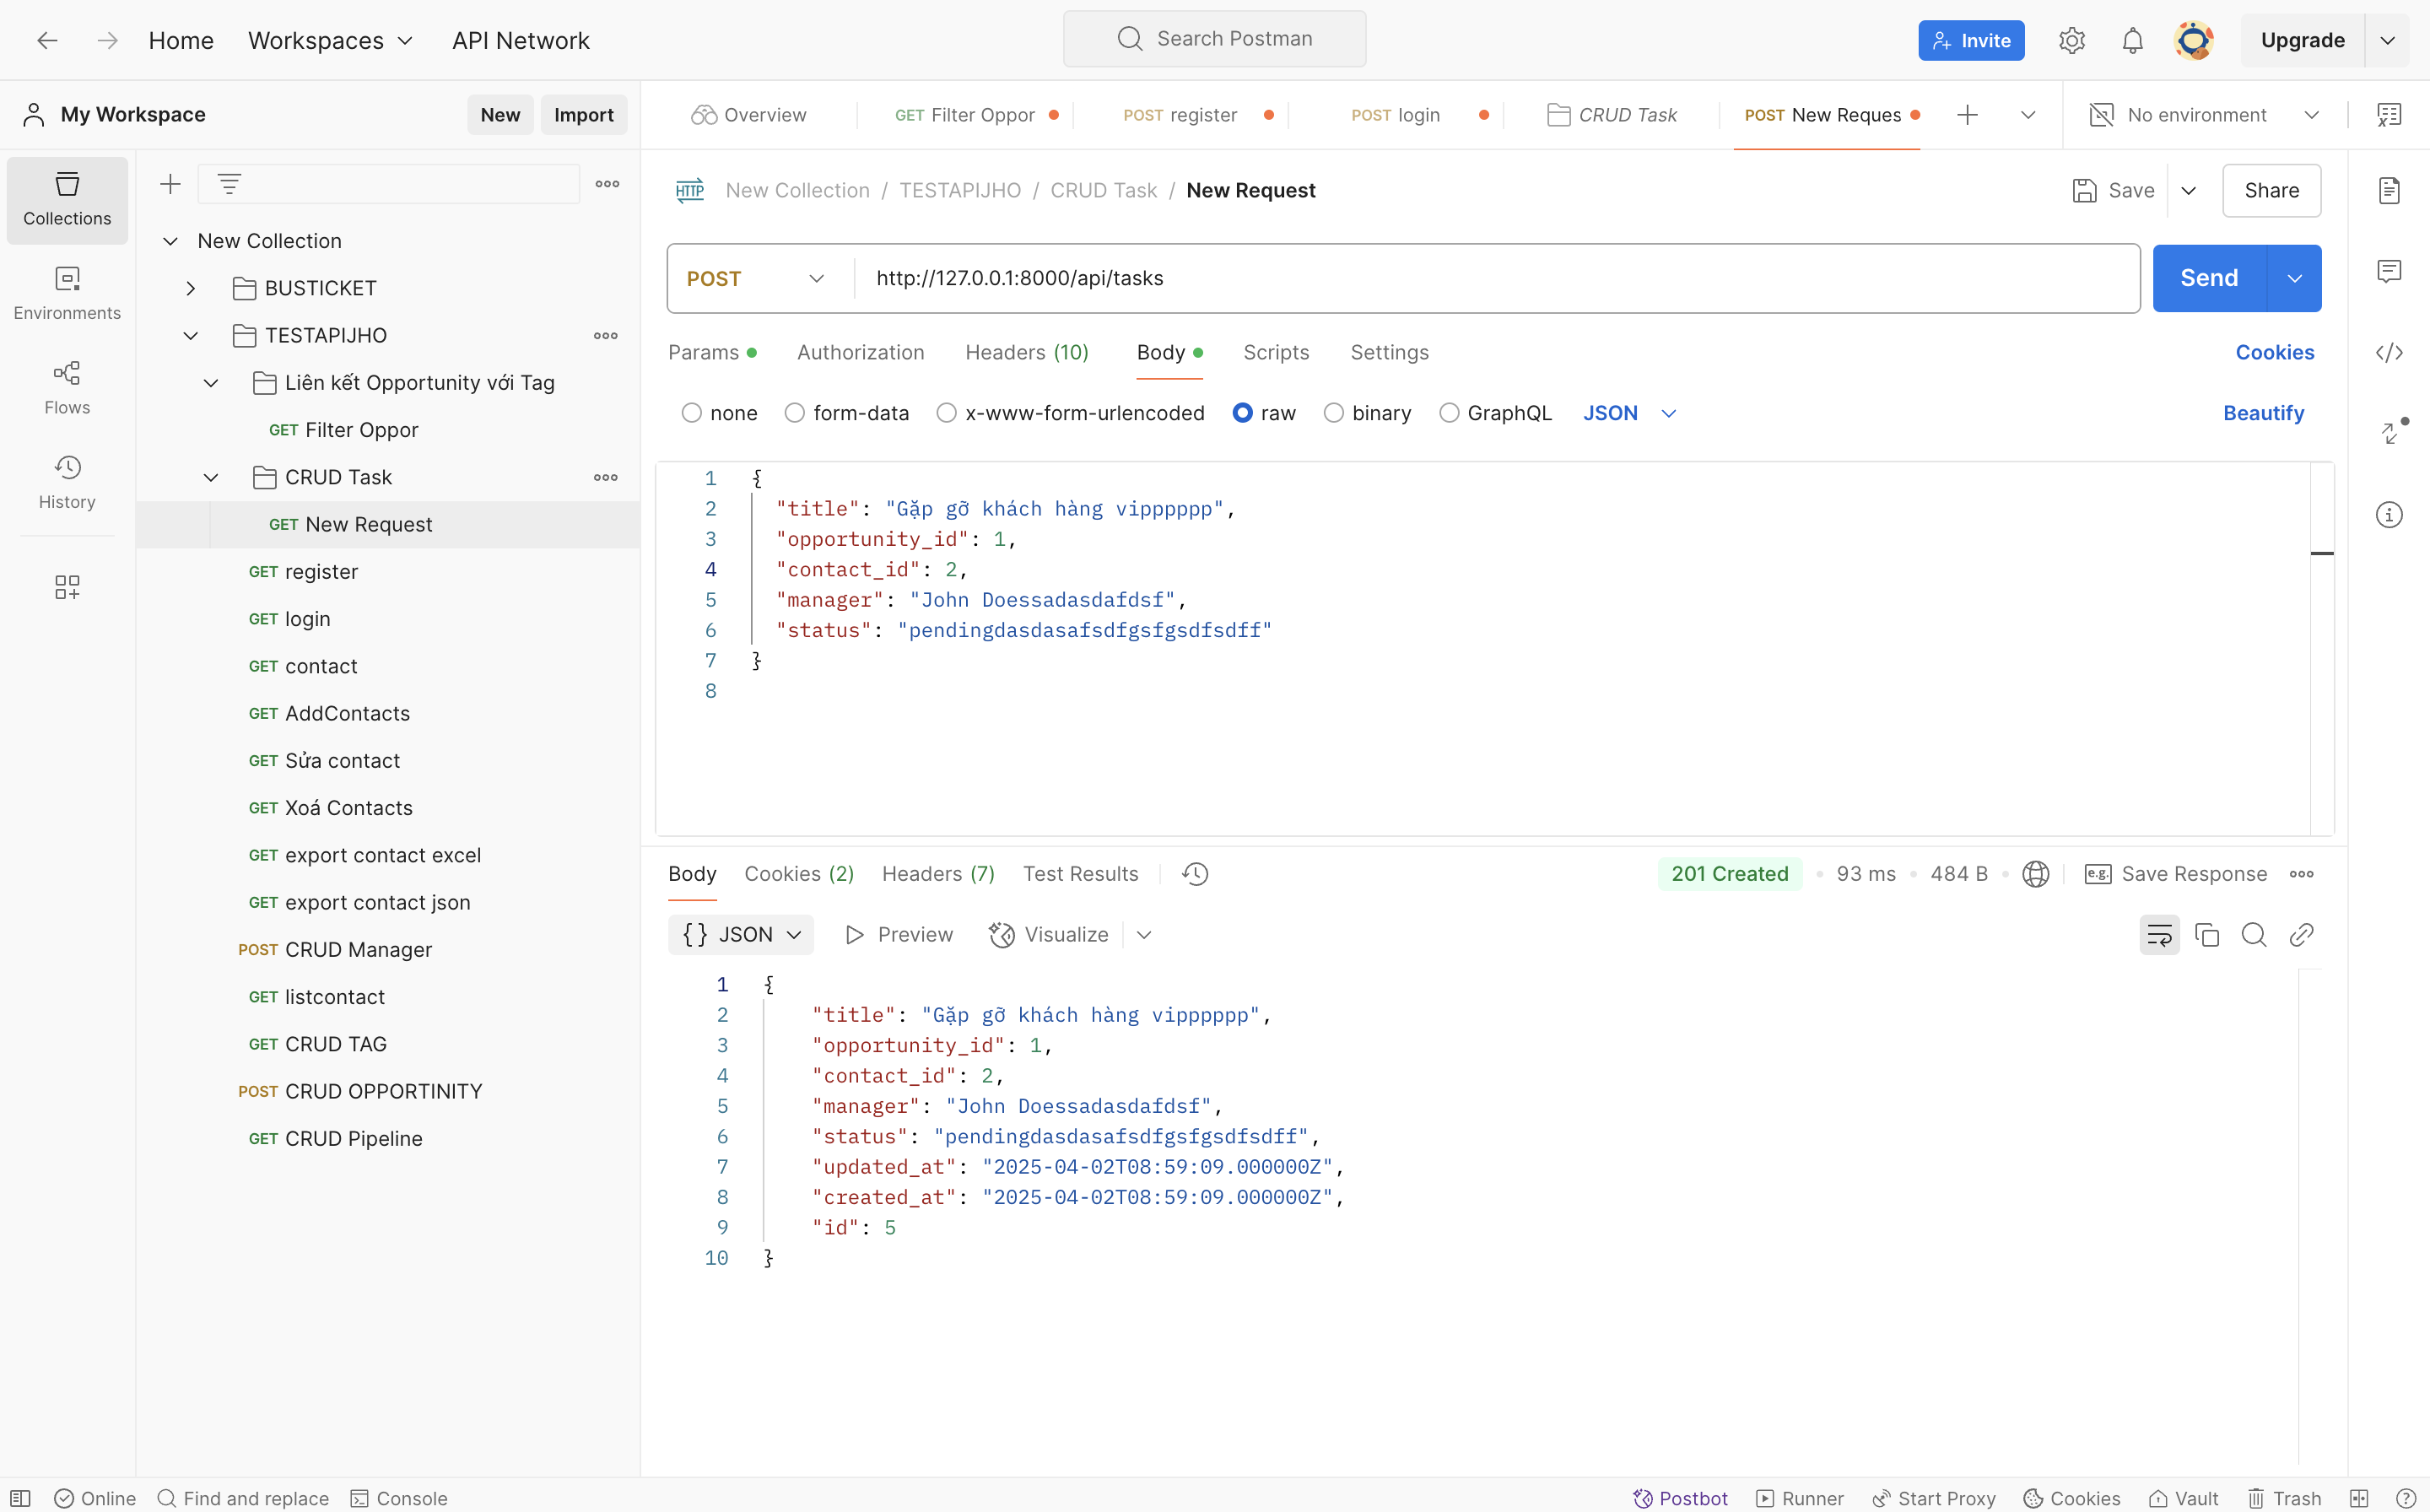 Home Workspaces API Network Search Postman Invite Upgrade
My Workspace New Import
Overview GET Filter Oppor POST register POST login CRUD Task POST New Reques No environment
Collections
Environments
Flows
History
New Collection
BUSTICKET
TESTAPIJHO
Liên kết Opportunity với Tag
GET Filter Oppor
CRUD Task
GET New Request
GET register
GET login
GET contact
GET AddContacts
GET Sửa contact
GET Xoá Contacts
GET export contact excel
GET export contact json
POST CRUD Manager
GET listcontact
GET CRUD TAG
POST CRUD OPPORTINITY
GET CRUD Pipeline
HTTP New Collection / TESTAPIJHO / CRUD Task / New Request Save Share
POST http://127.0.0.1:8000/api/tasks Send
Params Authorization Headers (10) Body Scripts Settings Cookies
none form-data x-www-form-urlencoded raw binary GraphQL JSON Beautify
1 {
2 "title": "Gặp gỡ khách hàng vipppppp",
3 "opportunity_id": 1,
4 "contact_id": 2,
5 "manager": "John Doessadasdafdsf",
6 "status": "pendingdasdasafsdfgsfgsdfsdff"
7 }
8
Body Cookies (2) Headers (7) Test Results 201 Created • 93 ms • 484 B • e.g. Save Response
{} JSON Preview Visualize
1 {
2 "title": "Gặp gỡ khách hàng vipppppp",
3 "opportunity_id": 1,
4 "contact_id": 2,
5 "manager": "John Doessadasdafdsf",
6 "status": "pendingdasdasafsdfgsfgsdfsdff",
7 "updated_at": "2025-04-02T08:59:09.000000Z",
8 "created_at": "2025-04-02T08:59:09.000000Z",
9 "id": 5
10 }
Online Find and replace Console Postbot Runner Start Proxy Cookies Vault Trash